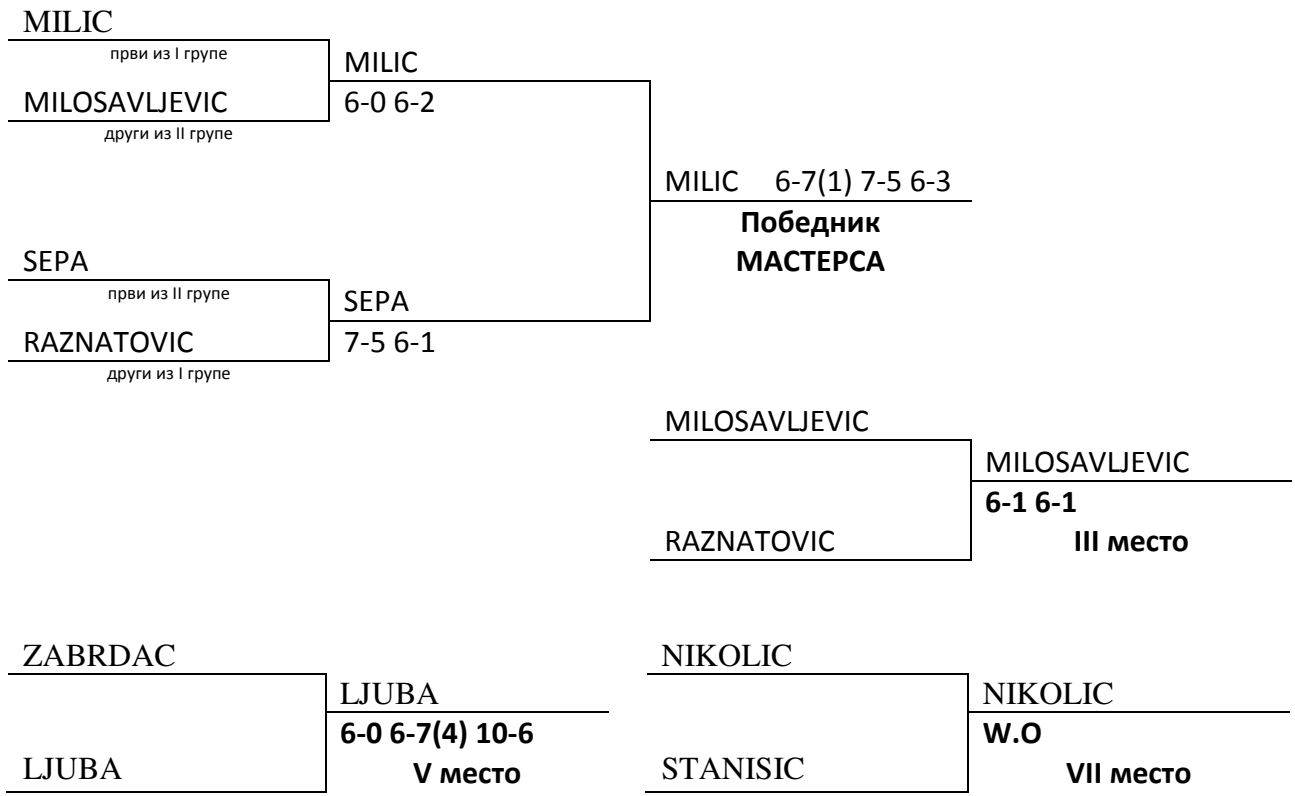 MILIC
први из I групе
MILIC
MILOSAVLJEVIC
6-0 6-2
други из II групе
MILIC 6-7(1) 7-5 6-3
Победник
МАСТЕРСА
SEPA
први из II групе
SEPA
RAZNATOVIC
7-5 6-1
други из I групе
MILOSAVLJEVIC
MILOSAVLJEVIC
6-1 6-1
RAZNATOVIC
III место
ZABRDAC
LJUBA
6-0 6-7(4) 10-6
LJUBA
V место
NIKOLIC
NIKOLIC
W.O
STANISIC
VII место